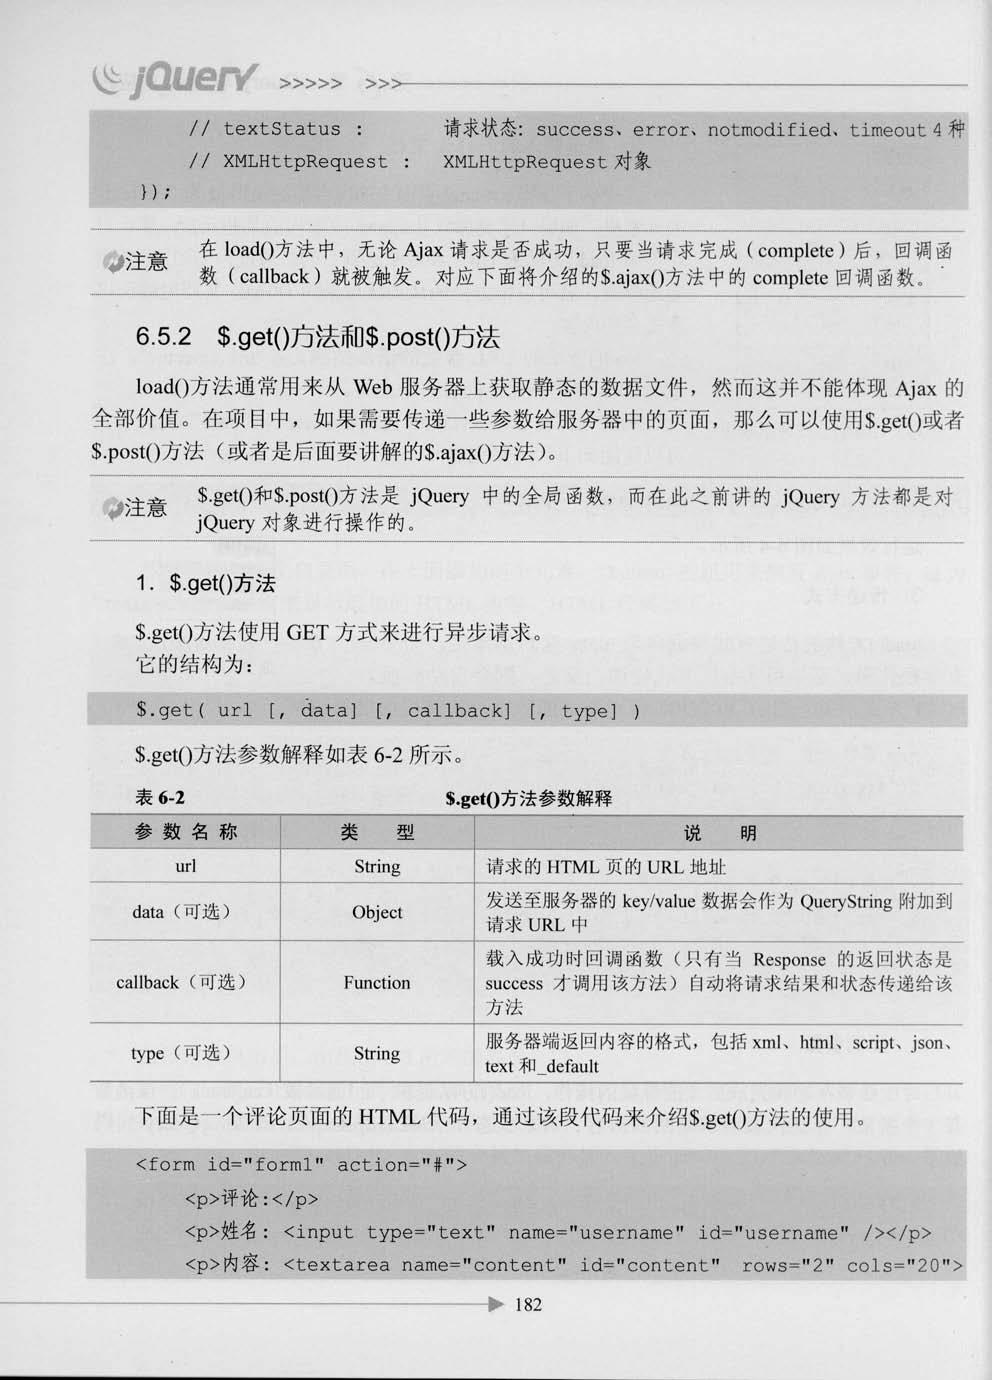 jQuery >>>>> >>>
// textStatus : 请求状态: success、error、notmodified、timeout 4 种
// XMLHttpRequest : XMLHttpRequest 对象
});
注意
在 load()方法中，无论 Ajax 请求是否成功，只要当请求完成（complete）后，回调函
数（callback）就被触发。对应下面将介绍的$.ajax()方法中的 complete 回调函数。
6.5.2 $.get()方法和$.post()方法
load()方法通常用来从 Web 服务器上获取静态的数据文件，然而这并不能体现 Ajax 的
全部价值。在项目中，如果需要传递一些参数给服务器中的页面，那么可以使用$.get()或者
$.post()方法（或者是后面要讲解的$.ajax()方法）。
注意
$.get()和$.post()方法是 jQuery 中的全局函数，而在此之前讲的 jQuery 方法都是对
jQuery 对象进行操作的。
1．$.get()方法
$.get()方法使用 GET 方式来进行异步请求。
它的结构为：
$.get( url [, data] [, callback] [, type] )
$.get()方法参数解释如表 6-2 所示。
表 6-2 $.get()方法参数解释
参 数 名 称 类 型 说 明
url String 请求的 HTML 页的 URL 地址
data（可选） Object 发送至服务器的 key/value 数据会作为 QueryString 附加到
请求 URL 中
callback（可选） Function 载入成功时回调函数（只有当 Response 的返回状态是
success 才调用该方法）自动将请求结果和状态传递给该
方法
type（可选） String 服务器端返回内容的格式，包括 xml、html、script、json、
text 和_default
下面是一个评论页面的 HTML 代码，通过该段代码来介绍$.get()方法的使用。
<form id="form1" action="#">
<p>评论:</p>
<p>姓名: <input type="text" name="username" id="username" /></p>
<p>内容: <textarea name="content" id="content" rows="2" cols="20">
182